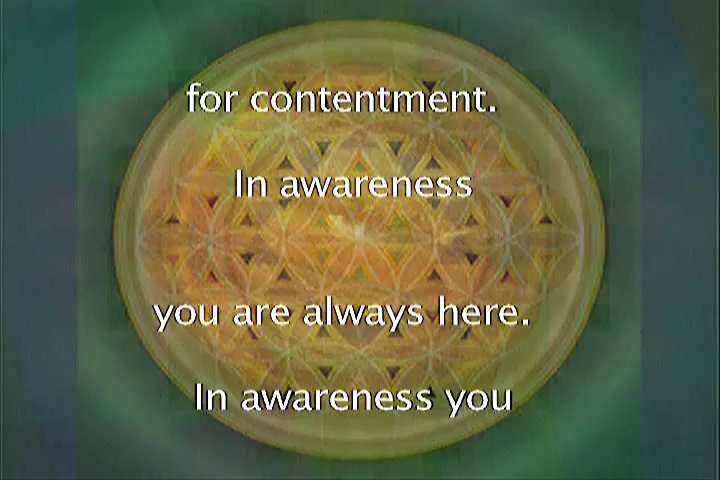 for contentment.
In awareness
you are always here.
In awareness you